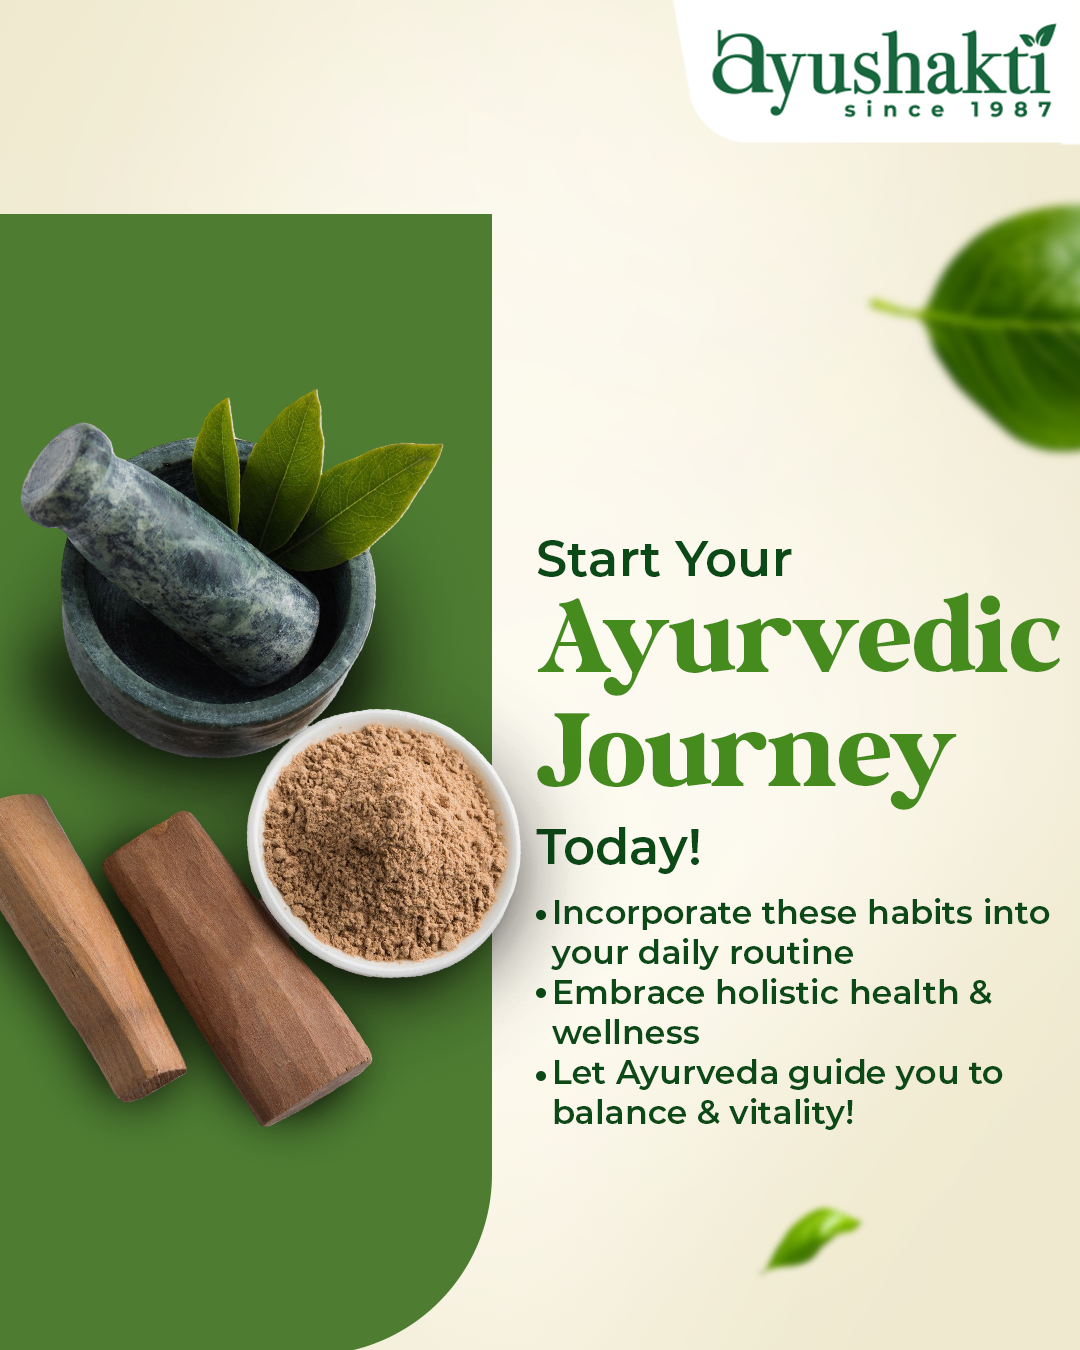 ayushakti
since 1987
Start Your
Ayurvedic
Journey
Today!
• Incorporate these habits into
your daily routine
• Embrace holistic health &
wellness
• Let Ayurveda guide you to
balance & vitality!